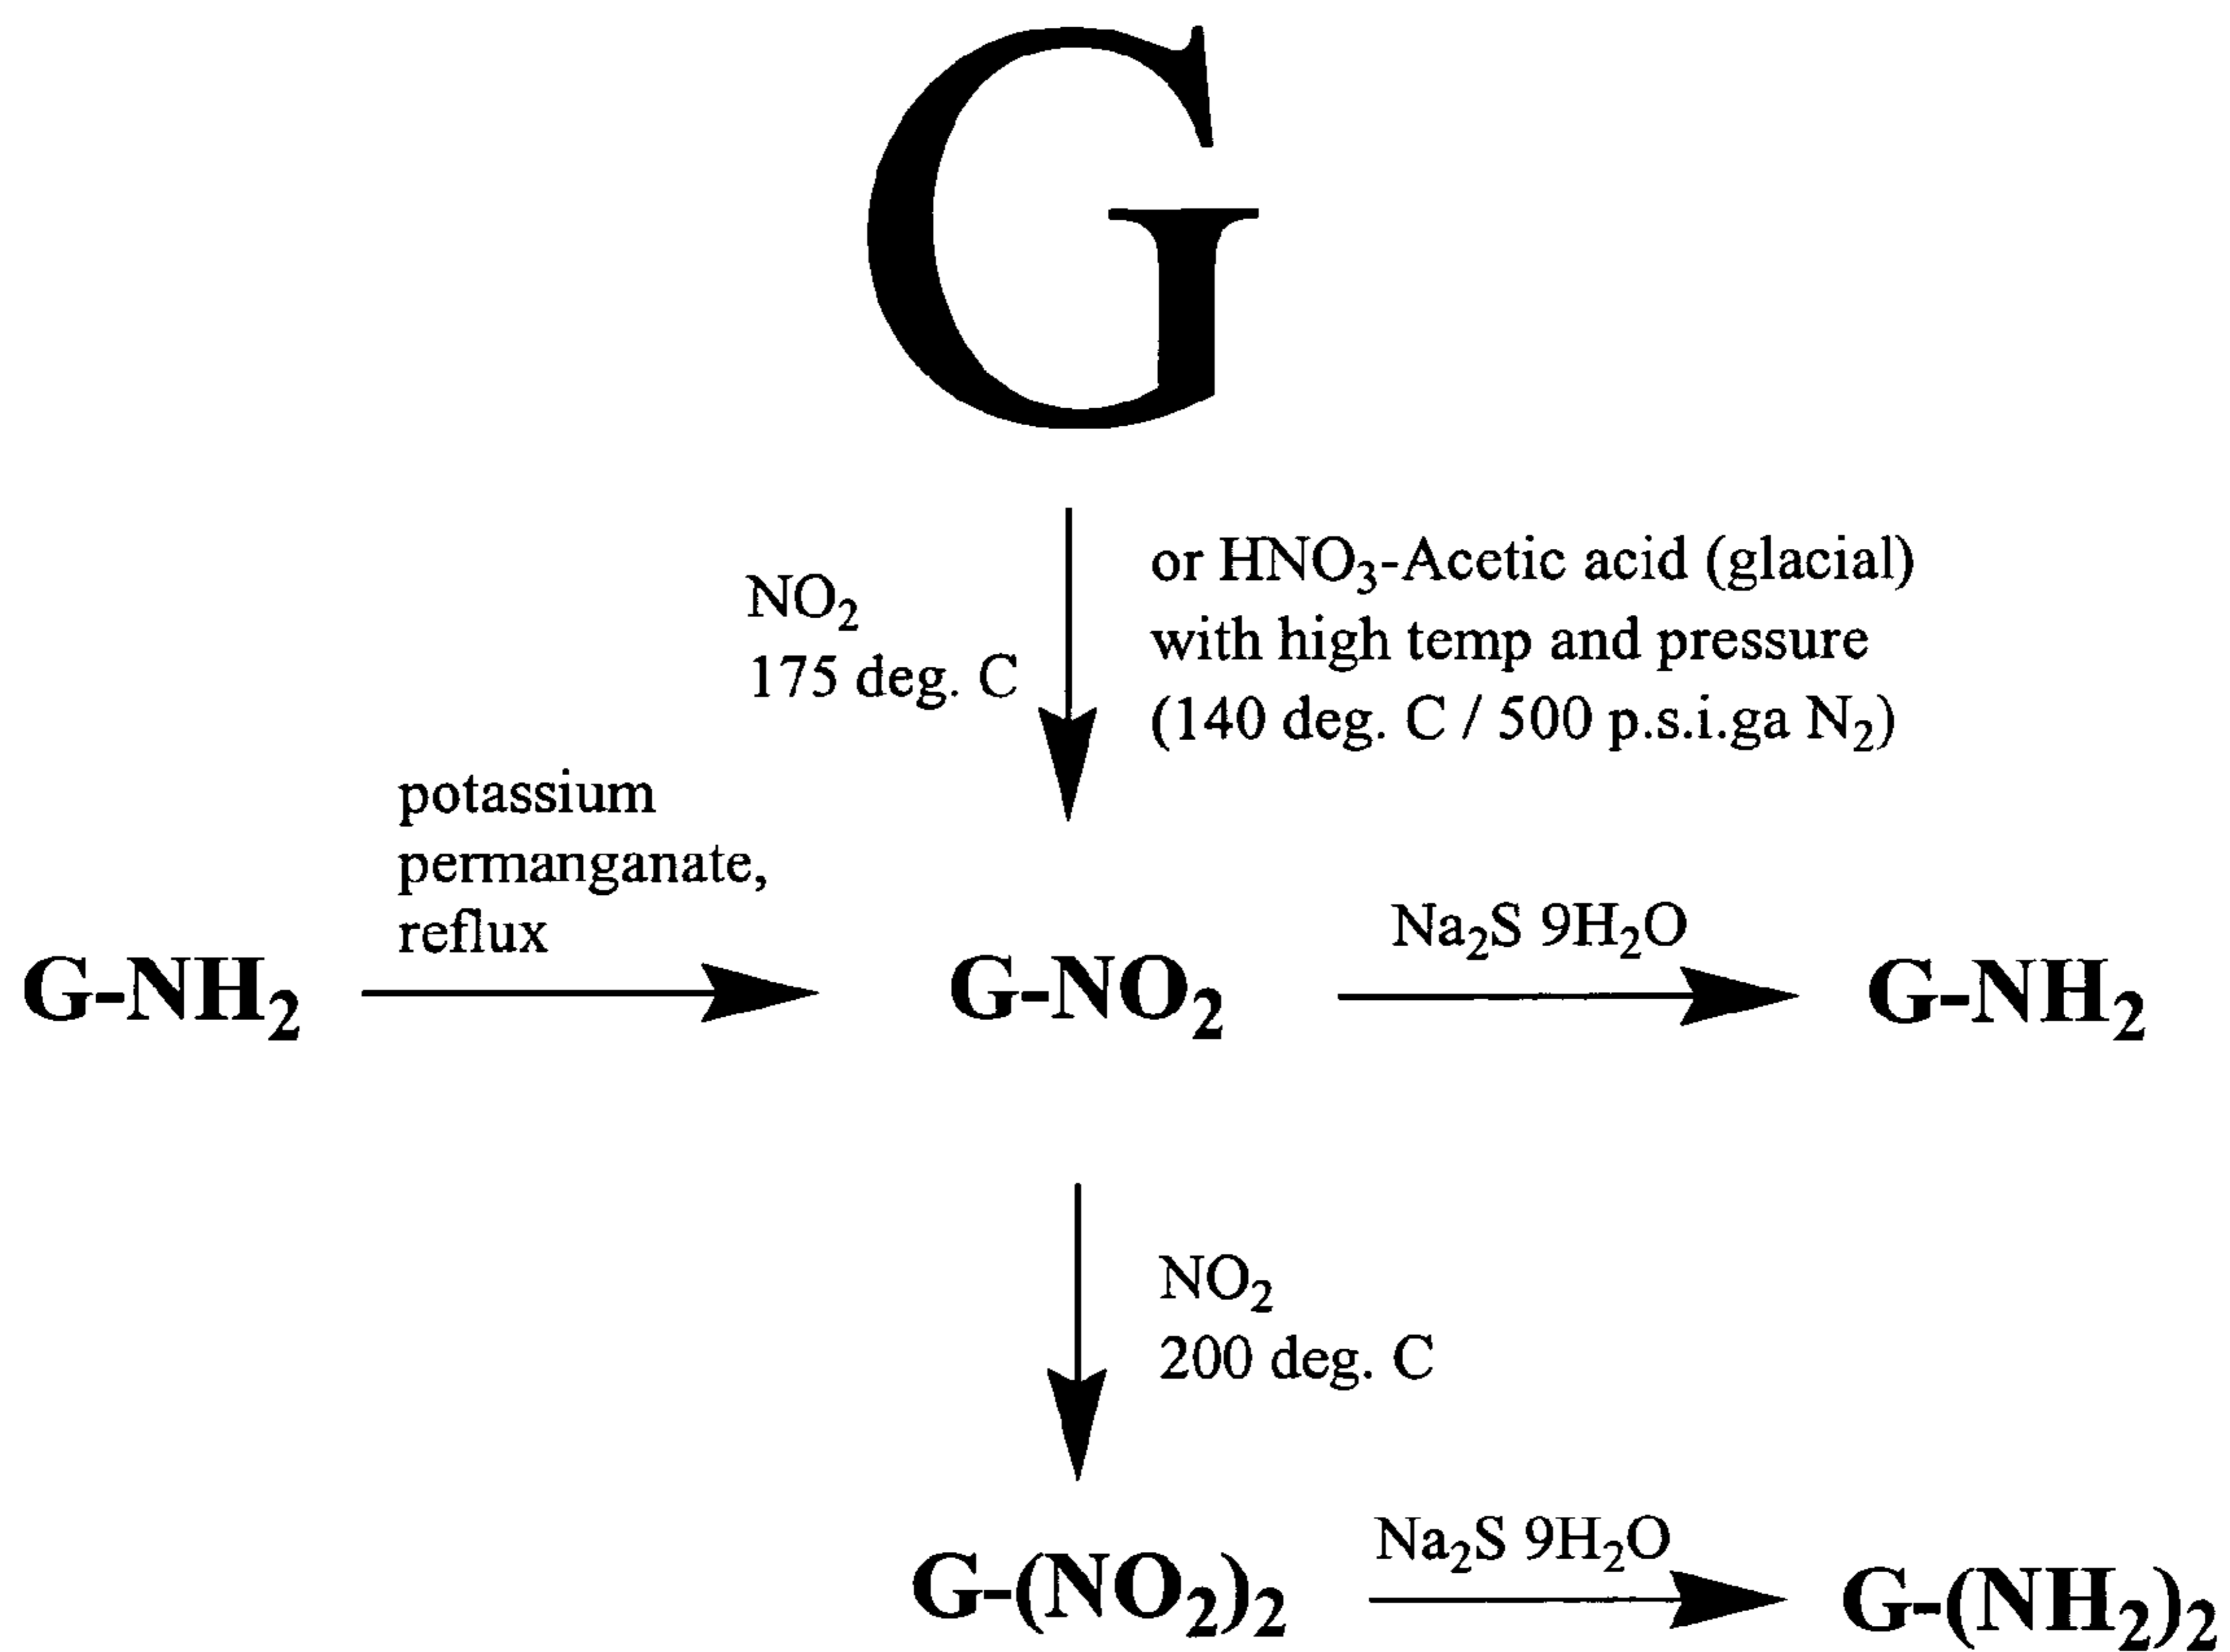 G
NO₂
175 deg. C
or HNO₃-Acetic acid (glacial)
with high temp and pressure
(140 deg. C / 500 p.s.i.ga N₂)
potassium
permanganate,
reflux
G-NH₂
G-NO₂
Na₂S 9H₂O
G-NH₂
NO₂
200 deg. C
G-(NO₂)₂
Na₂S 9H₂O
G-(NH₂)₂